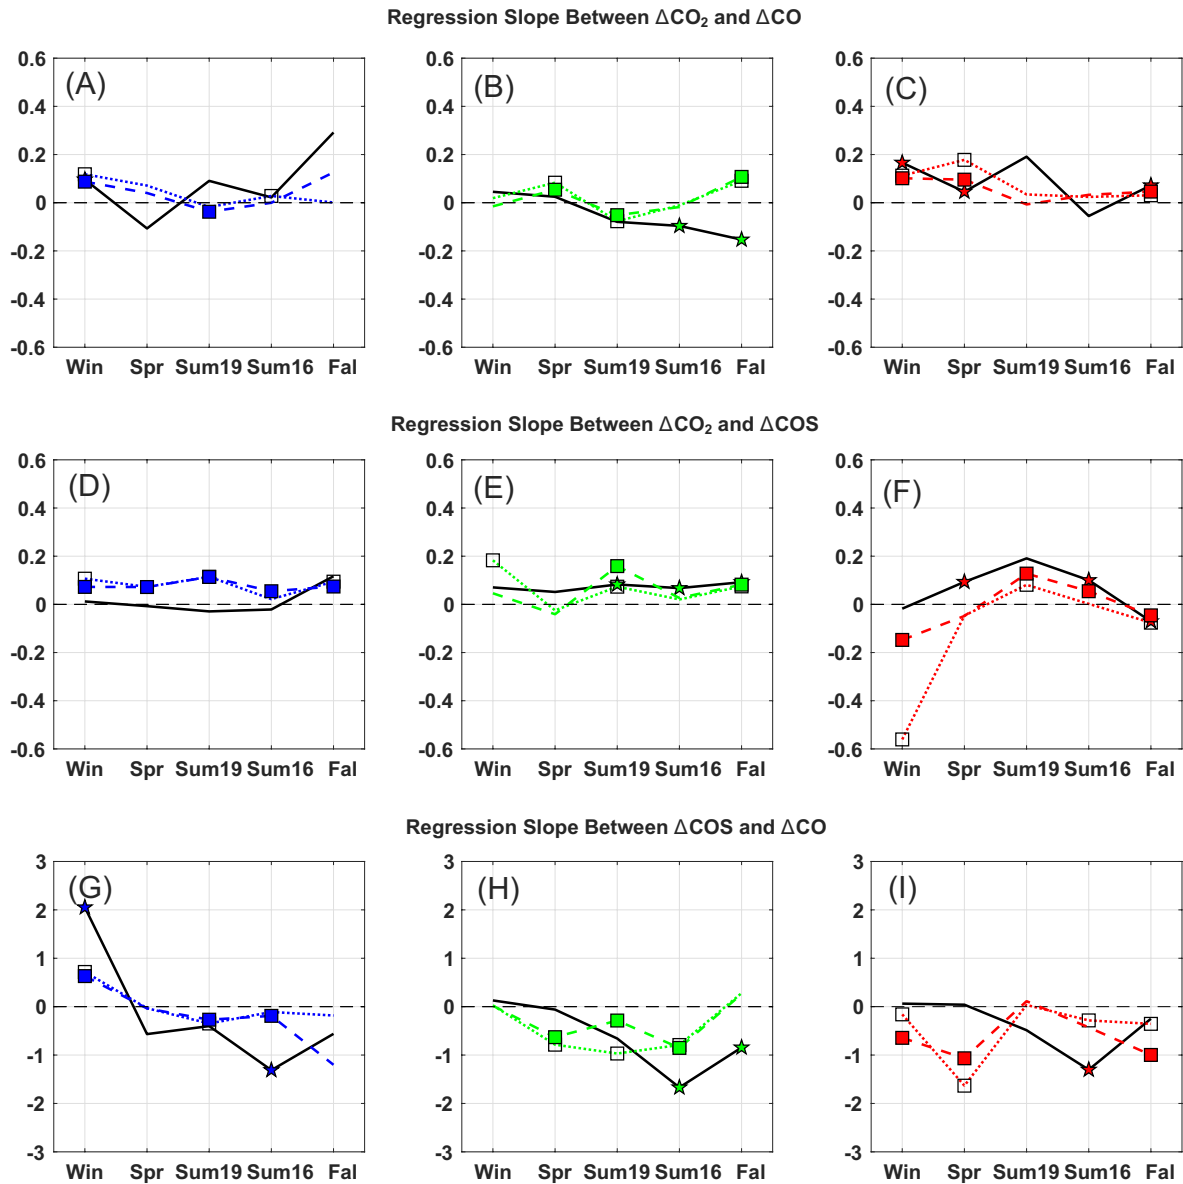 Regression Slope Between ΔCO₂ and ΔCO
(A) (B) (C)
0.6 0.6 0.6
0.4 0.4 0.4
0.2 0.2 0.2
0 0 0
-0.2 -0.2 -0.2
-0.4 -0.4 -0.4
-0.6 -0.6 -0.6
Win Spr Sum19 Sum16 Fal Win Spr Sum19 Sum16 Fal Win Spr Sum19 Sum16 Fal
Regression Slope Between ΔCO₂ and ΔCOS
(D) (E) (F)
0.6 0.6 0.6
0.4 0.4 0.4
0.2 0.2 0.2
0 0 0
-0.2 -0.2 -0.2
-0.4 -0.4 -0.4
-0.6 -0.6 -0.6
Win Spr Sum19 Sum16 Fal Win Spr Sum19 Sum16 Fal Win Spr Sum19 Sum16 Fal
Regression Slope Between ΔCOS and ΔCO
(G) (H) (I)
3 3 3
2 2 2
1 1 1
0 0 0
-1 -1 -1
-2 -2 -2
-3 -3 -3
Win Spr Sum19 Sum16 Fal Win Spr Sum19 Sum16 Fal Win Spr Sum19 Sum16 Fal